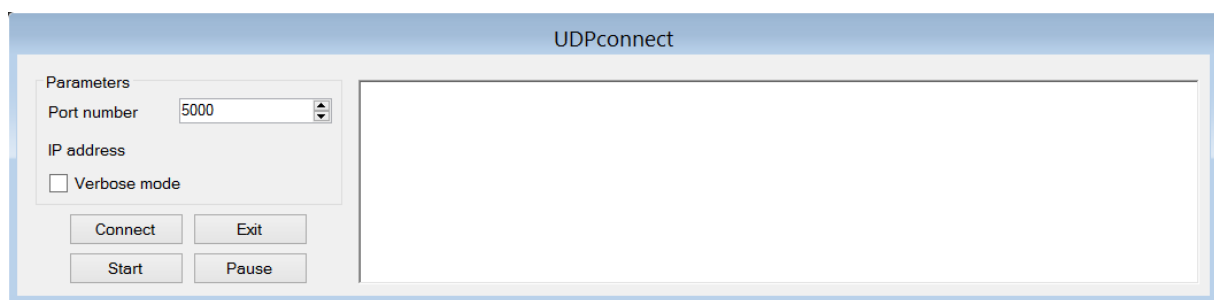 UDPconnect
Parameters
Port number 5000
IP address
Verbose mode
Connect Exit
Start Pause